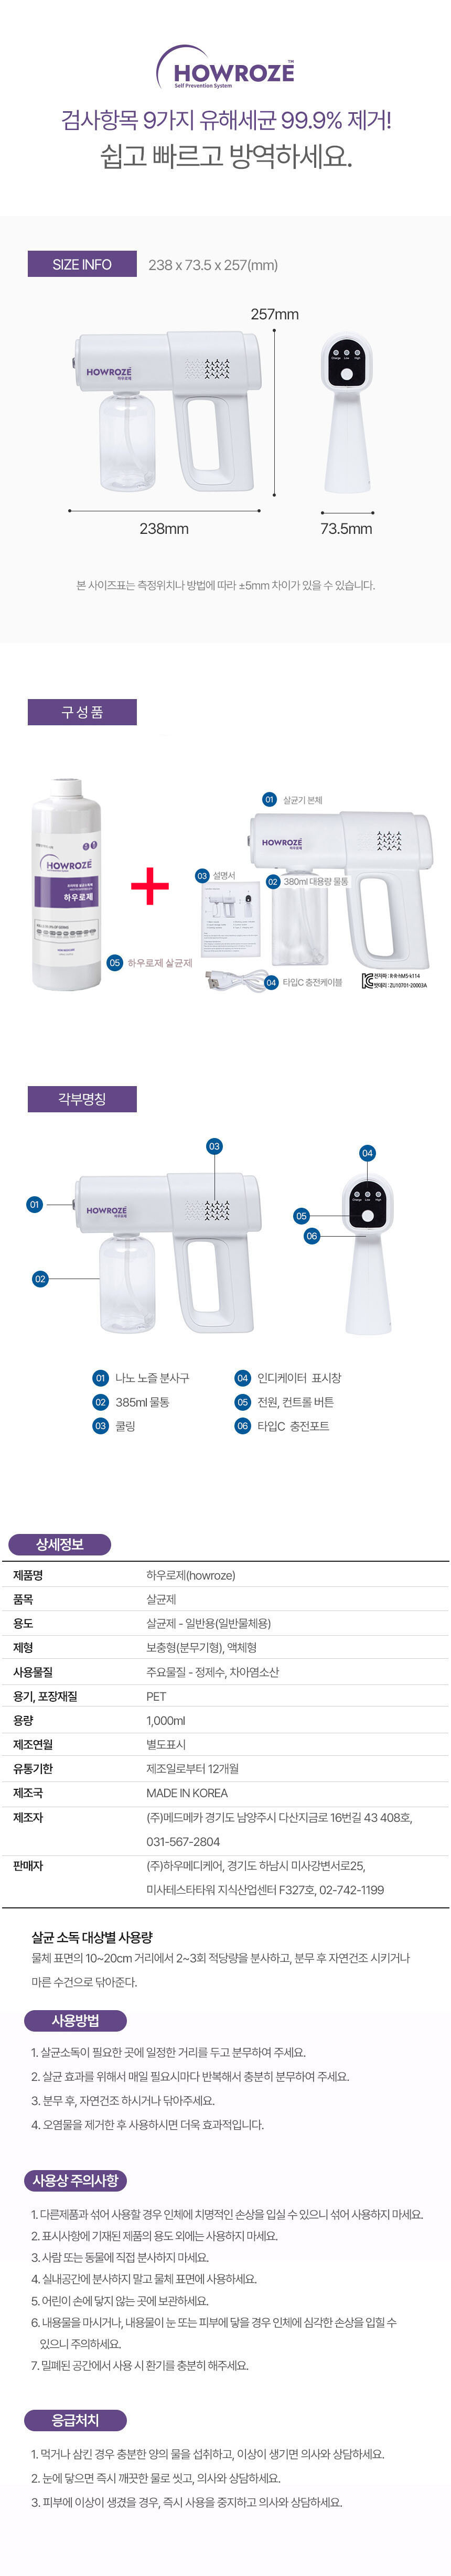 HOWROZE™
Self Prevention System
검사항목 9가지 유해세균 99.9% 제거!
쉽고 빠르고 방역하세요.
SIZE INFO
238 x 73.5 x 257(mm)
257mm
HOWROZE
하우로제
Charge Low High
238mm
73.5mm
본 사이즈표는 측정위치나 방법에 따라 ±5mm 차이가 있을 수 있습니다.
구성품
01 살균기 본체
HOWROZE
하우로제
HOWROZE
하우로제
03 설명서
02 380ml 대용량 물통
05 하우로제 살균제
04 타입C 충전케이블
전자파 : R-R-hM5-k114
밧데리 : ZU10701-20003A
각부명칭
03
04
01
HOWROZE
하우로제
Charge Low High
05
06
02
01 나노 노즐 분사구
02 385ml 물통
03 쿨링
04 인디케이터 표시창
05 전원, 컨트롤 버튼
06 타입C 충전포트
상세정보
제품명 하우로제(howroze)
품목 살균제
용도 살균제 - 일반용(일반물체용)
제형 보충형(분무기형), 액체형
사용물질 주요물질 - 정제수, 차아염소산
용기, 포장재질 PET
용량 1,000ml
제조연월 별도표시
유통기한 제조일로부터 12개월
제조국 MADE IN KOREA
제조자 (주)메드메카 경기도 남양주시 다산지금로 16번길 43 408호,
031-567-2804
판매자 (주)하우메디케어, 경기도 하남시 미사강변서로25,
미사테스타타워 지식산업센터 F327호, 02-742-1199
살균 소독 대상별 사용량
물체 표면의 10~20cm 거리에서 2~3회 적당량을 분사하고, 분무 후 자연건조 시키거나
마른 수건으로 닦아준다.
사용방법
1. 살균소독이 필요한 곳에 일정한 거리를 두고 분무하여 주세요.
2. 살균 효과를 위해서 매일 필요시마다 반복해서 충분히 분무하여 주세요.
3. 분무 후, 자연건조 하시거나 닦아주세요.
4. 오염물을 제거한 후 사용하시면 더욱 효과적입니다.
사용상 주의사항
1. 다른제품과 섞어 사용할 경우 인체에 치명적인 손상을 입실 수 있으니 섞어 사용하지 마세요.
2. 표시사항에 기재된 제품의 용도 외에는 사용하지 마세요.
3. 사람 또는 동물에 직접 분사하지 마세요.
4. 실내공간에 분사하지 말고 물체 표면에 사용하세요.
5. 어린이 손에 닿지 않는 곳에 보관하세요.
6. 내용물을 마시거나, 내용물이 눈 또는 피부에 닿을 경우 인체에 심각한 손상을 입힐 수
있으니 주의하세요.
7. 밀폐된 공간에서 사용 시 환기를 충분히 해주세요.
응급처치
1. 먹거나 삼킨 경우 충분한 양의 물을 섭취하고, 이상이 생기면 의사와 상담하세요.
2. 눈에 닿으면 즉시 깨끗한 물로 씻고, 의사와 상담하세요.
3. 피부에 이상이 생겼을 경우, 즉시 사용을 중지하고 의사와 상담하세요.